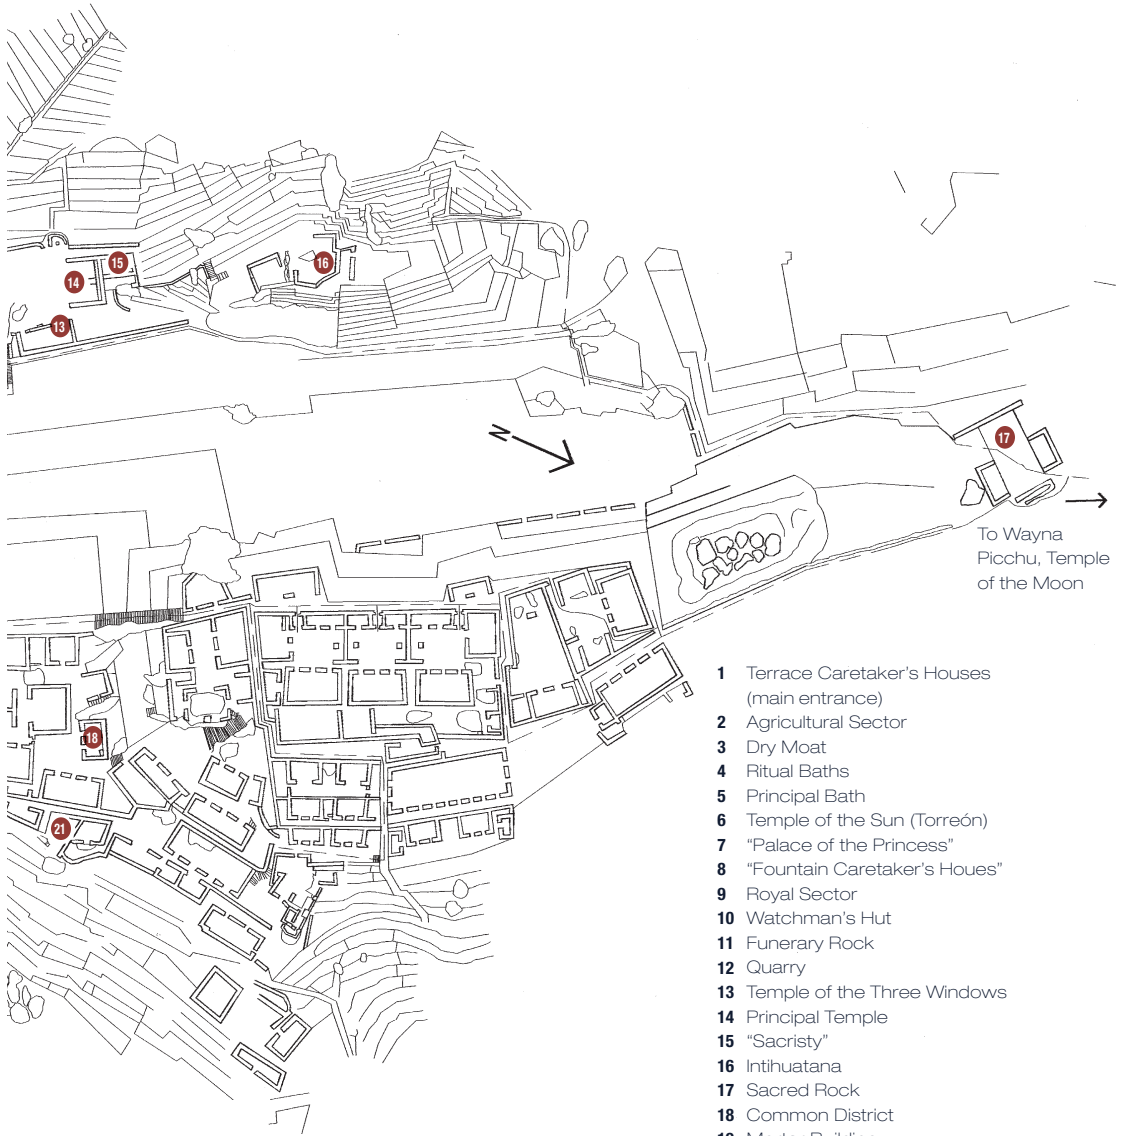 15
16
14
13
N
17
To Wayna
Picchu, Temple
of the Moon
18
21
1 Terrace Caretaker’s Houses
(main entrance)
2 Agricultural Sector
3 Dry Moat
4 Ritual Baths
5 Principal Bath
6 Temple of the Sun (Torreón)
7 “Palace of the Princess”
8 “Fountain Caretaker’s Houes”
9 Royal Sector
10 Watchman’s Hut
11 Funerary Rock
12 Quarry
13 Temple of the Three Windows
14 Principal Temple
15 “Sacristy”
16 Intihuatana
17 Sacred Rock
18 Common District